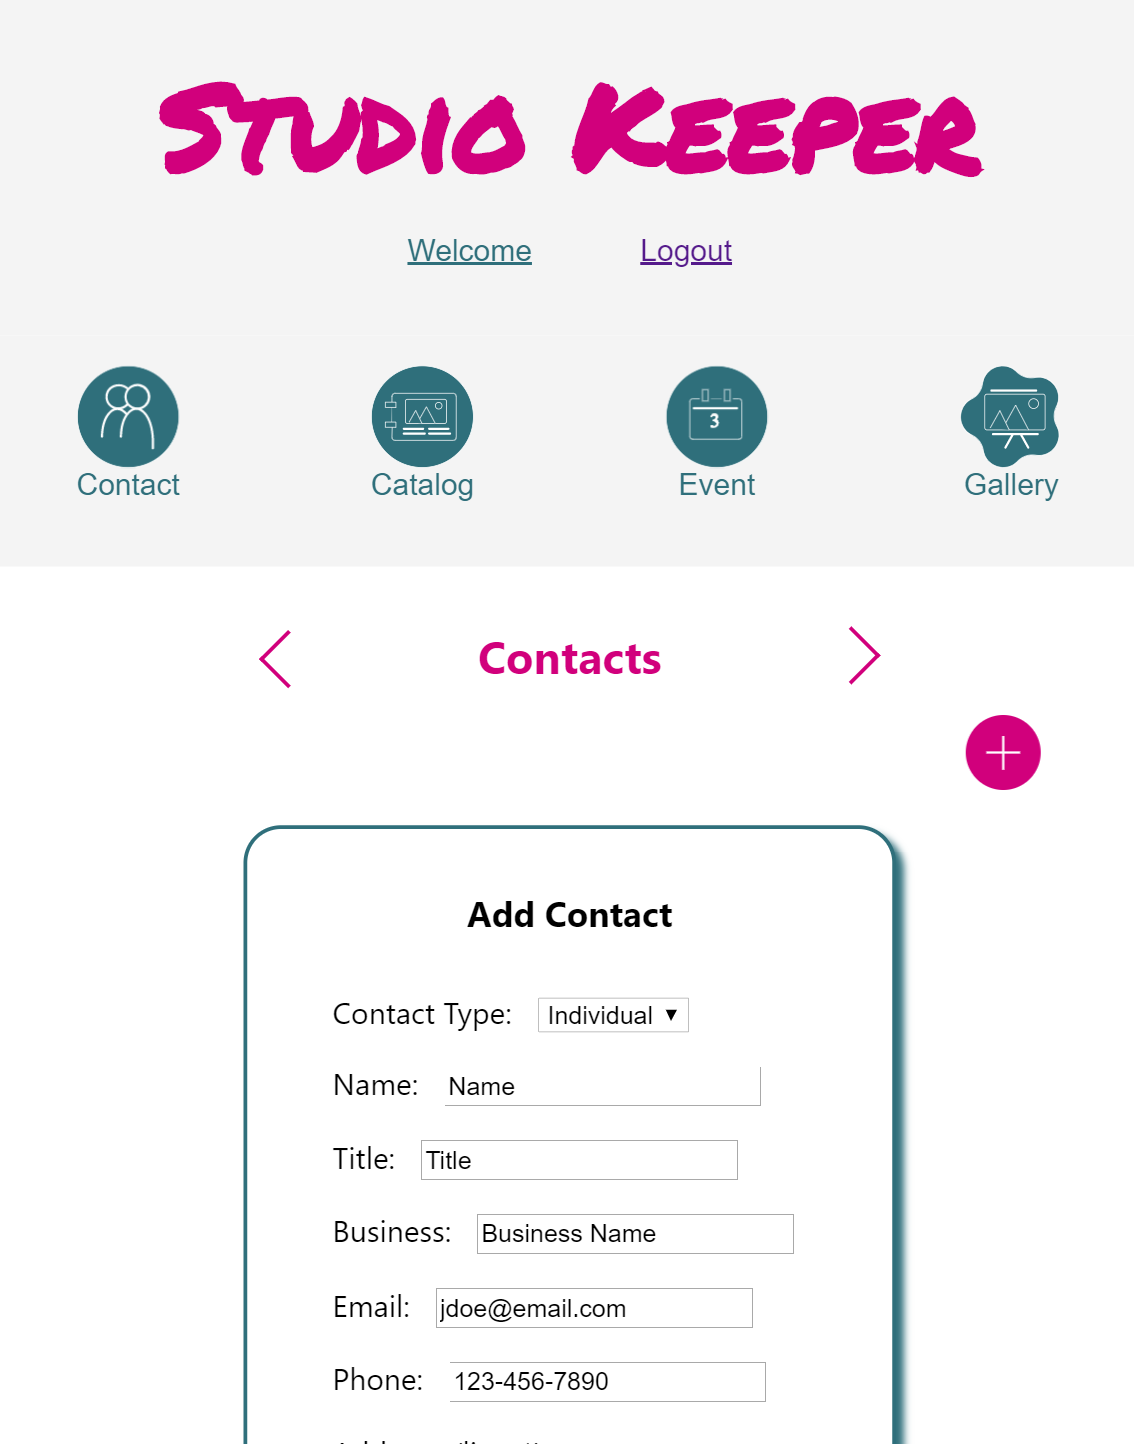 Studio Keeper
Welcome Logout
3
Contact Catalog Event Gallery
Contacts
Add Contact
Contact Type: Individual
Name: Name
Title: Title
Business: Business Name
Email: jdoe@email.com
Phone: 123-456-7890